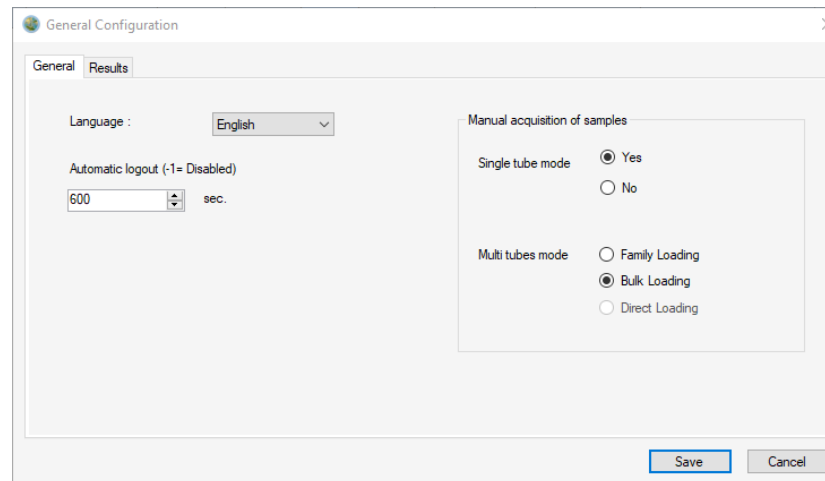 General Configuration
General Results
Language : English
Automatic logout (-1= Disabled)
600 sec.
Manual acquisition of samples
Single tube mode Yes
No
Multi tubes mode Family Loading
Bulk Loading
Direct Loading
Save Cancel